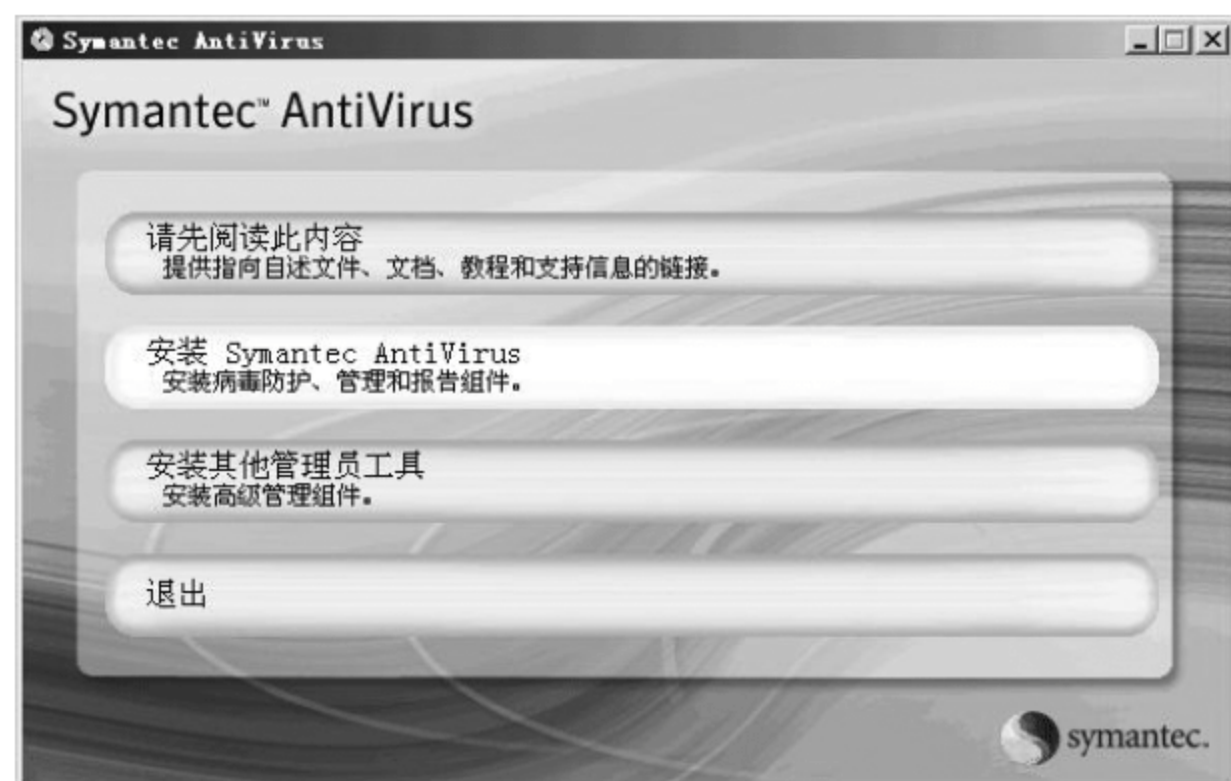 Symantec AntiVirus
Symantec™ AntiVirus
请先阅读此内容
提供指向自述文件、文档、教程和支持信息的链接。
安装 Symantec AntiVirus
安装病毒防护、管理和报告组件。
安装其他管理员工具
安装高级管理组件。
退出
symantec.